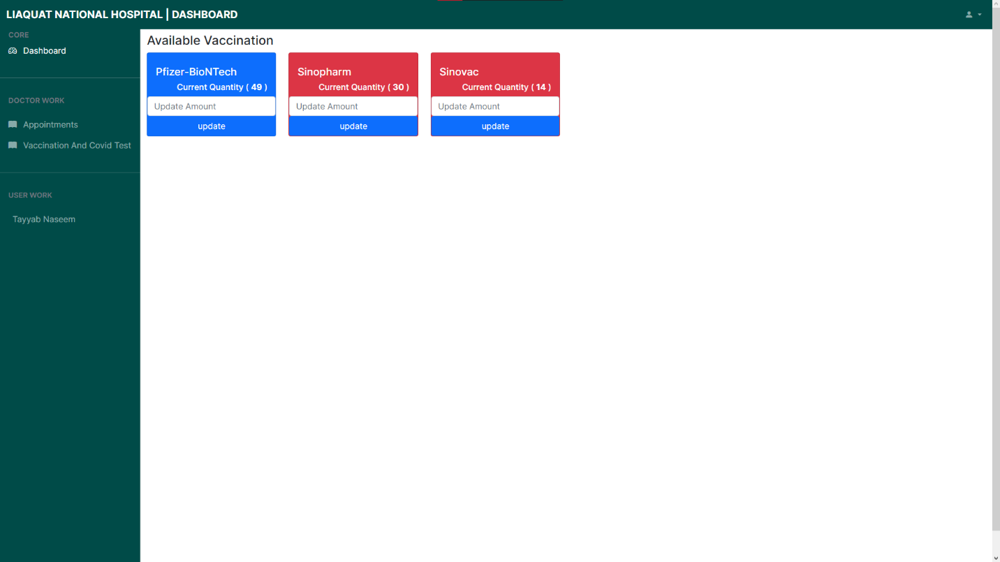 LIAQUAT NATIONAL HOSPITAL | DASHBOARD
CORE
Dashboard
DOCTOR WORK
Appointments
Vaccination And Covid Test
USER WORK
Tayyab Naseem
Available Vaccination
Pfizer-BioNTech
Current Quantity ( 49 )
Update Amount
update
Sinopharm
Current Quantity ( 30 )
Update Amount
update
Sinovac
Current Quantity ( 14 )
Update Amount
update